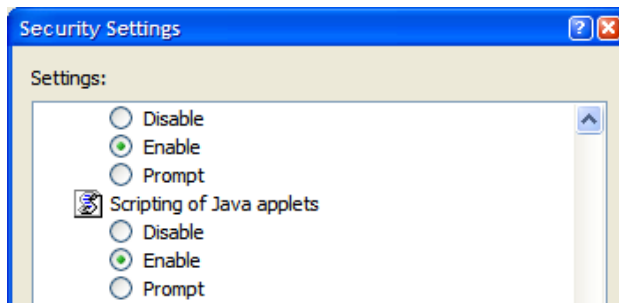 Security Settings
Settings:
Disable
Enable
Prompt
Scripting of Java applets
Disable
Enable
Prompt